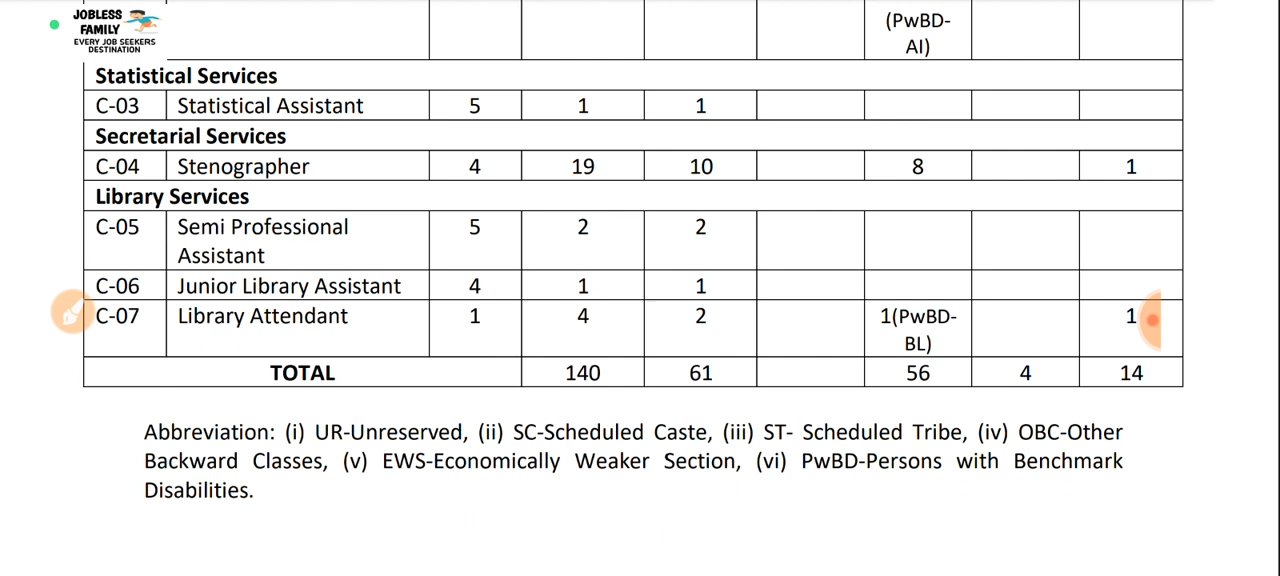 JOBLESS
FAMILY
EVERY JOB SEEKERS
DESTINATION
(PwBD-
AI)
Statistical Services
C-03 Statistical Assistant 5 1 1
Secretarial Services
C-04 Stenographer 4 19 10 8 1
Library Services
C-05 Semi Professional 5 2 2
Assistant
C-06 Junior Library Assistant 4 1 1
C-07 Library Attendant 1 4 2 1(PwBD- 1
BL)
TOTAL 140 61 56 4 14
Abbreviation: (i) UR-Unreserved, (ii) SC-Scheduled Caste, (iii) ST- Scheduled Tribe, (iv) OBC-Other
Backward Classes, (v) EWS-Economically Weaker Section, (vi) PwBD-Persons with Benchmark
Disabilities.